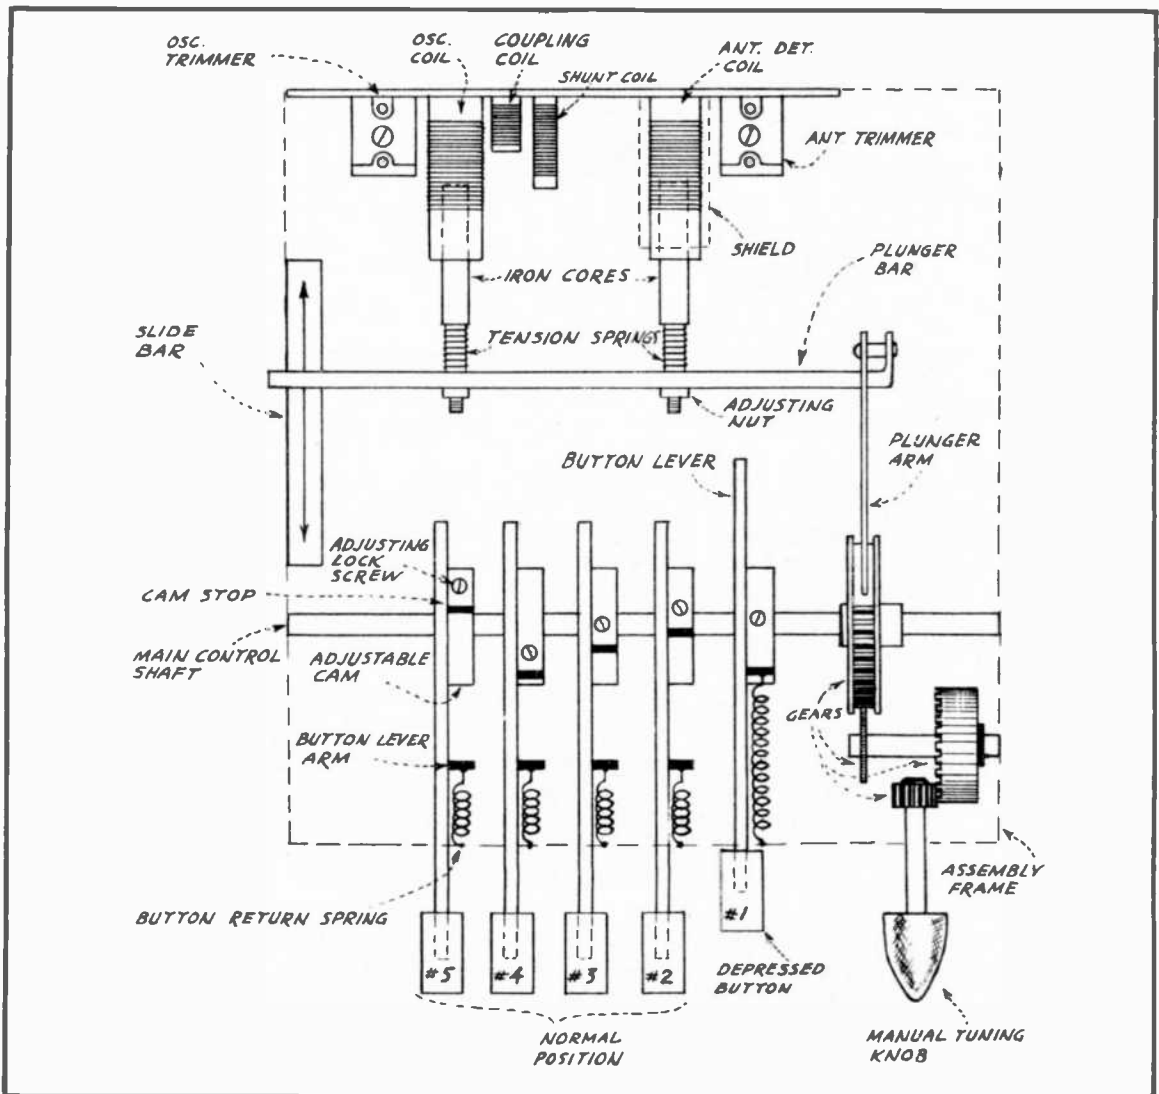 OSC.
TRIMMER
OSC.
COIL
COUPLING
COIL
SHUNT COIL
ANT. DET.
COIL
ANT TRIMMER
SHIELD
PLUNGER
BAR
IRON CORES
SLIDE
BAR
TENSION SPRINGS
ADJUSTING
NUT
PLUNGER
ARM
BUTTON LEVER
ADJUSTING
LOCK
SCREW
CAM STOP
MAIN CONTROL
SHAFT
ADJUSTABLE
CAM
GEARS
BUTTON LEVER
ARM
ASSEMBLY
FRAME
BUTTON RETURN SPRING
#1
#5
#4
#3
#2
DEPRESSED
BUTTON
NORMAL
POSITION
MANUAL TUNING
KNOB